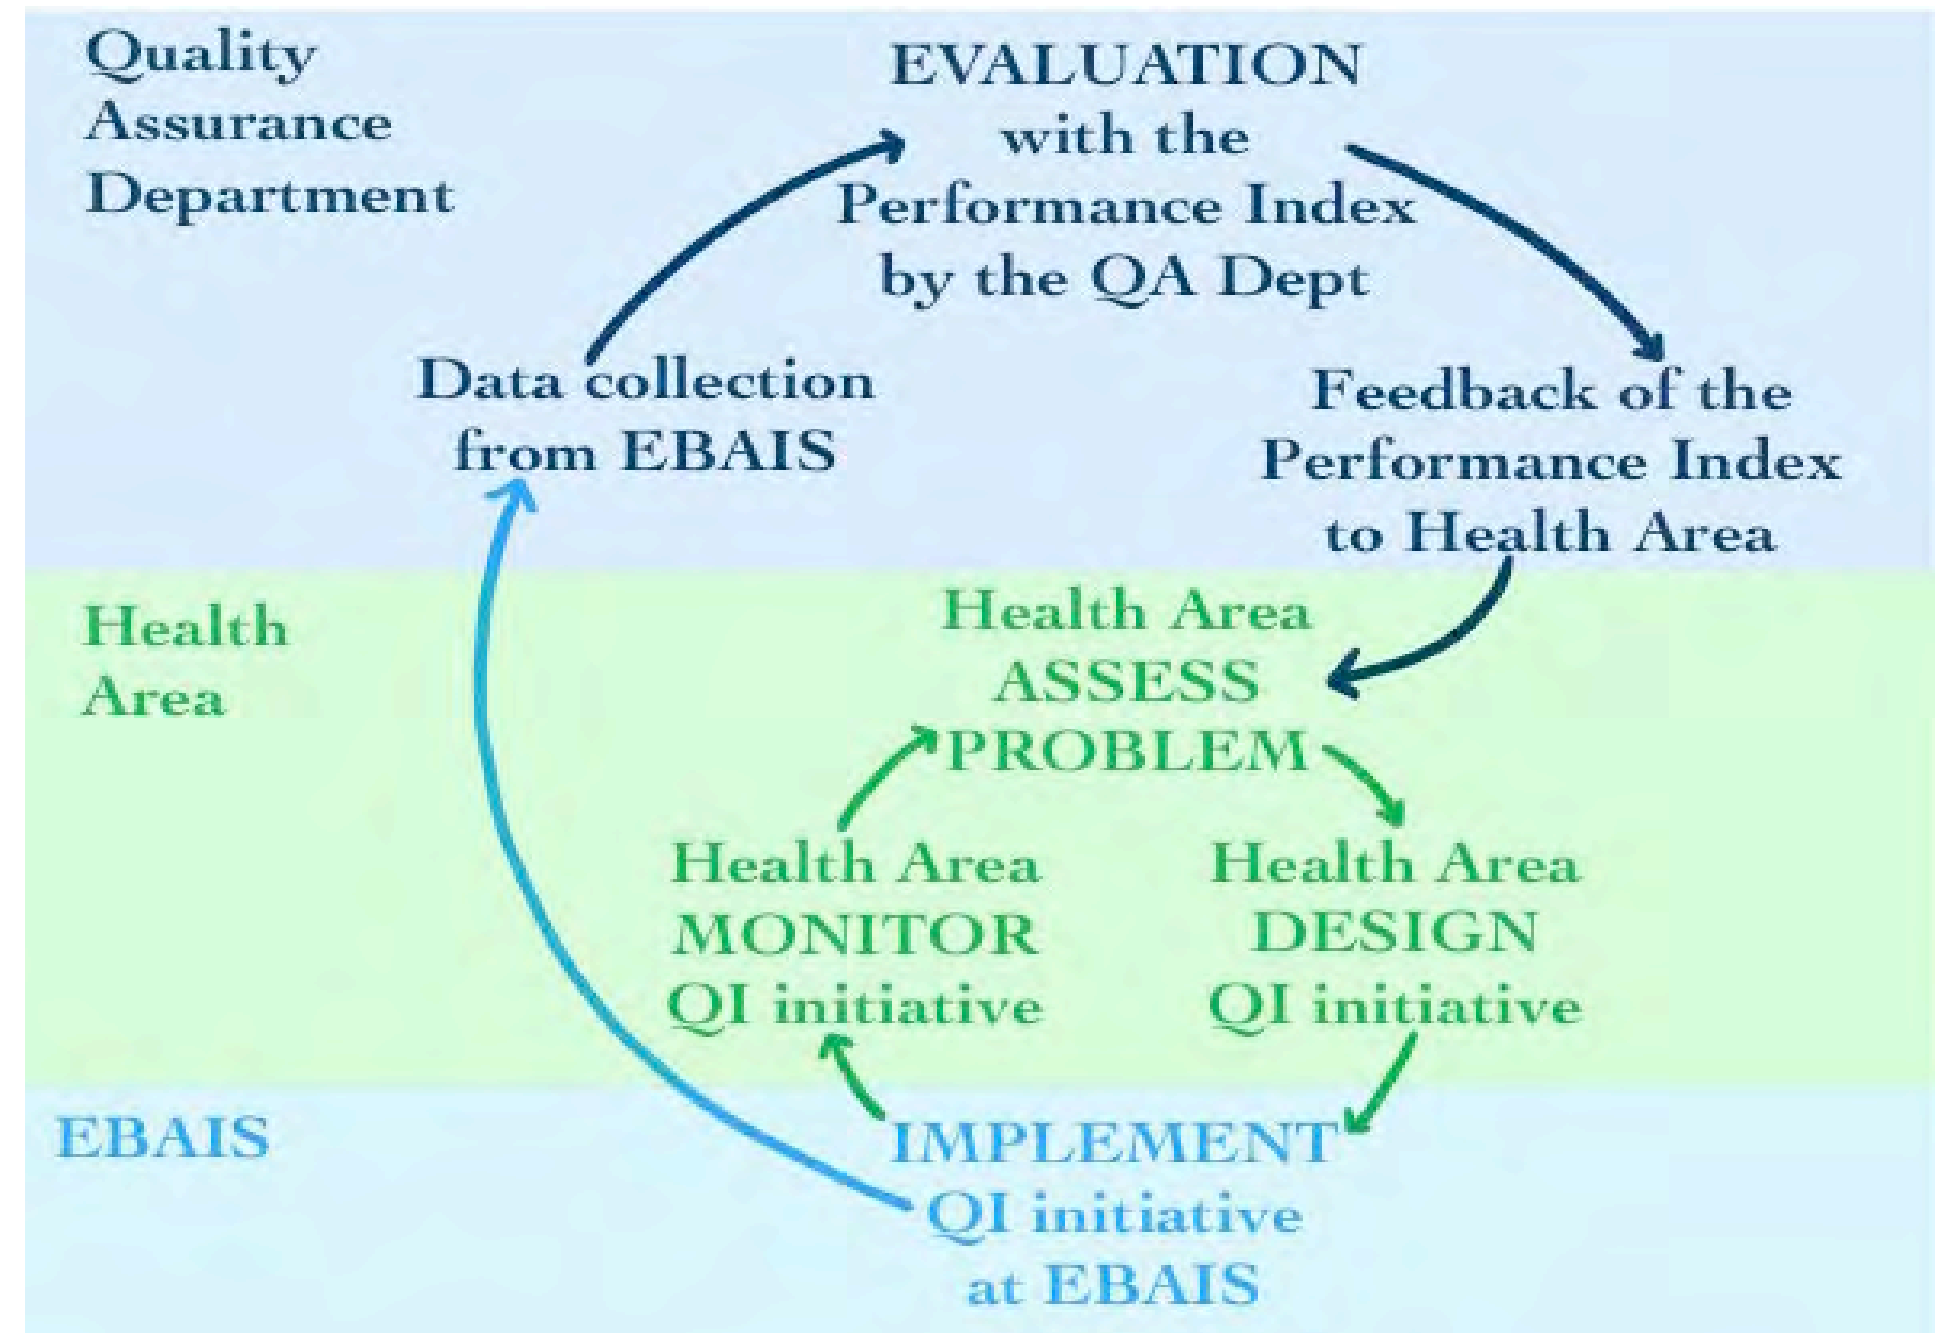 Quality
Assurance
Department
EVALUATION
with the
Performance Index
by the QA Dept
Data collection
from EBAIS
Feedback of the
Performance Index
to Health Area
Health
Area
Health Area
ASSESS
PROBLEM
Health Area
MONITOR
QI initiative
Health Area
DESIGN
QI initiative
EBAIS
IMPLEMENT
QI initiative
at EBAIS